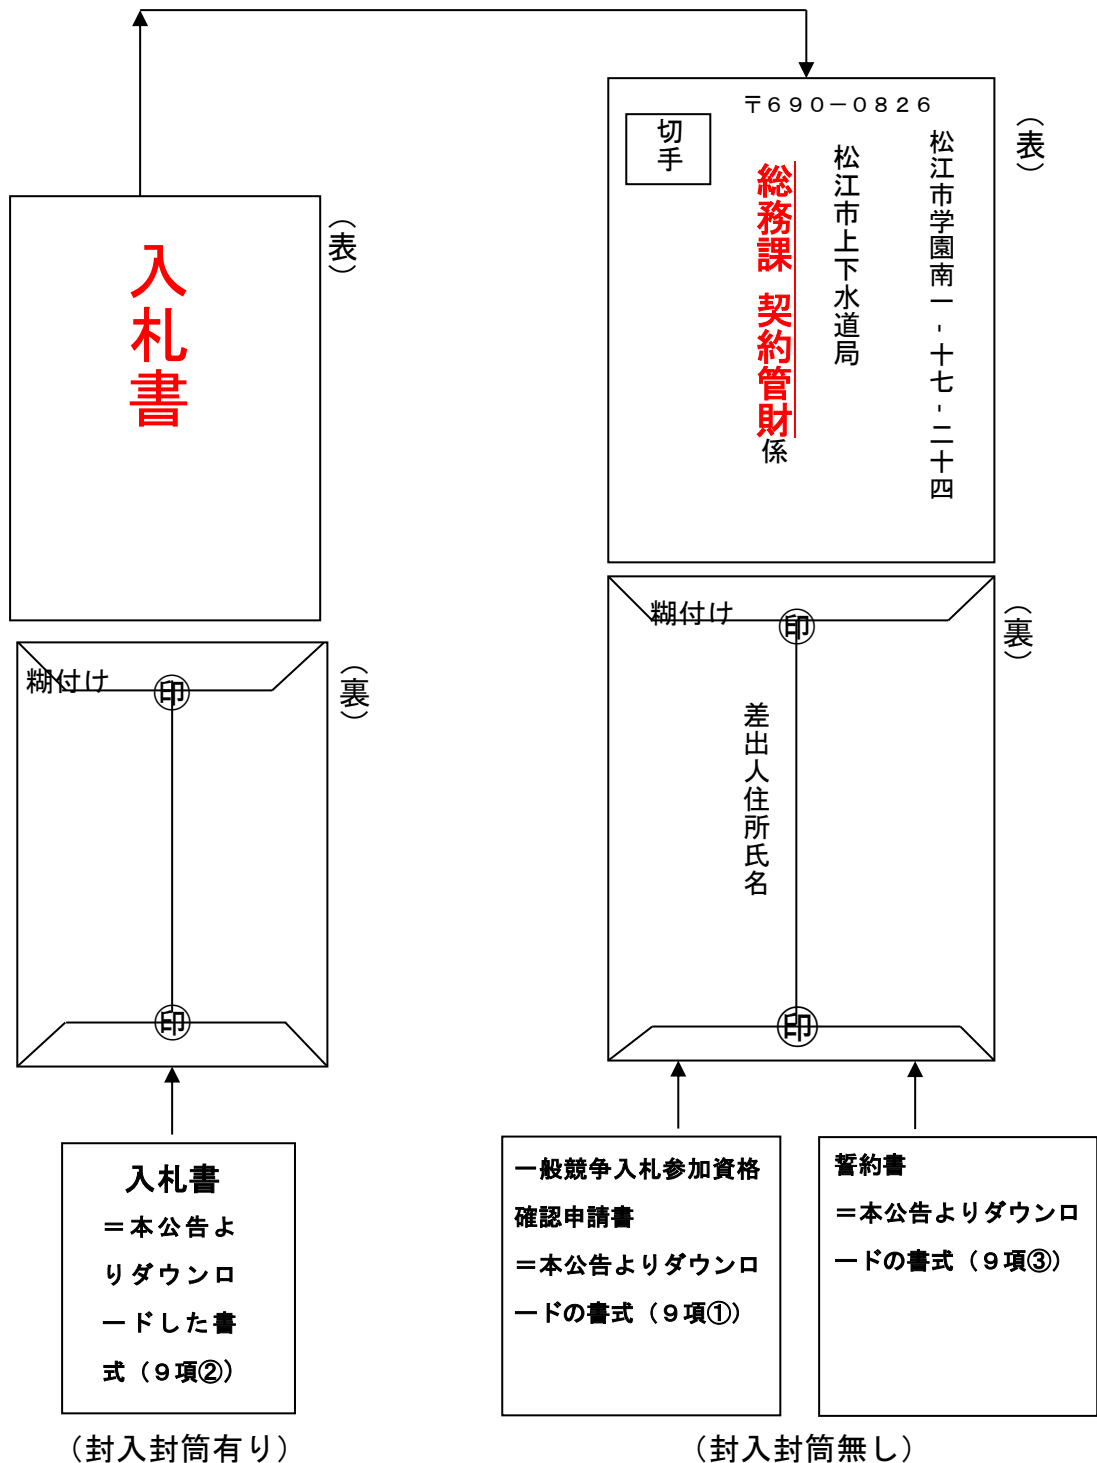 入札書
（表）
糊付け
印
印
（裏）
入札書
＝本公告よ
りダウンロ
ードした書
式（９項②）
（封入封筒有り）
〒６９０－０８２６
切手
松江市学園南一‐十七‐二十四
松江市上下水道局
総務課 契約管財係
（表）
糊付け
印
差出人住所氏名
印
（裏）
一般競争入札参加資格
確認申請書
＝本公告よりダウンロ
ードの書式（９項①）
誓約書
＝本公告よりダウンロ
ードの書式（９項③）
（封入封筒無し）